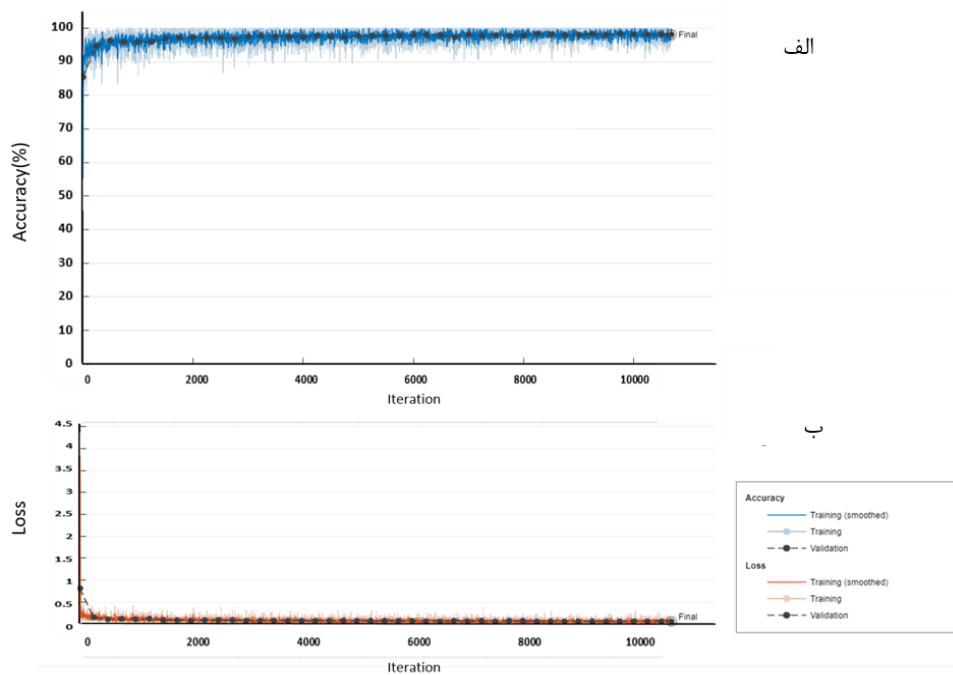 الف
Accuracy(%)
100
90
80
70
60
50
40
30
20
10
0
Final
0 2000 4000 6000 8000 10000
Iteration
ب
Loss
4.5
4
3.5
3
2.5
2
1.5
1
0.5
0
Final
0 2000 4000 6000 8000 10000
Iteration
Accuracy
Training (smoothed)
Training
Validation
Loss
Training (smoothed)
Training
Validation